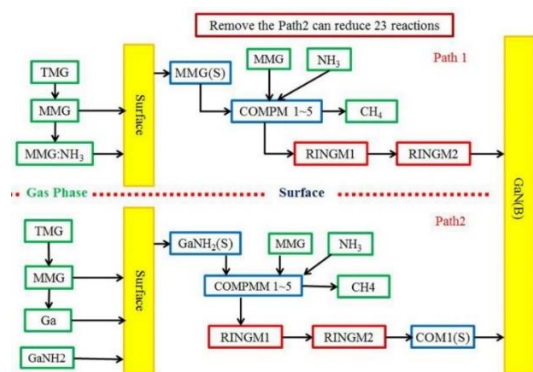 Remove the Path2 can reduce 23 reactions
Path 1
TMG
MMG
MMG:NH₃
Surface
MMG(S)
MMG
NH₃
COMPM 1~5
CH₄
RINGM1
RINGM2
GaN(B)
Gas Phase
Surface
Path2
TMG
MMG
Ga
GaNH2
Surface
GaNH₂(S)
MMG
NH₃
COMPMM 1~5
CH4
RINGM1
RINGM2
COM1(S)